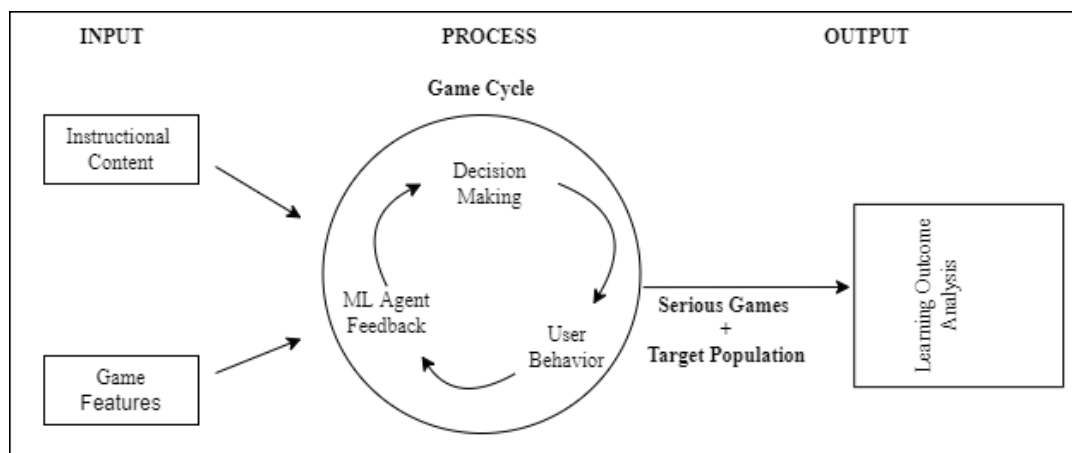 INPUT
PROCESS
OUTPUT
Game Cycle
Instructional
Content
Decision
Making
ML Agent
Feedback
User
Behavior
Game
Features
Serious Games
+
Target Population
Learning Outcome
Analysis